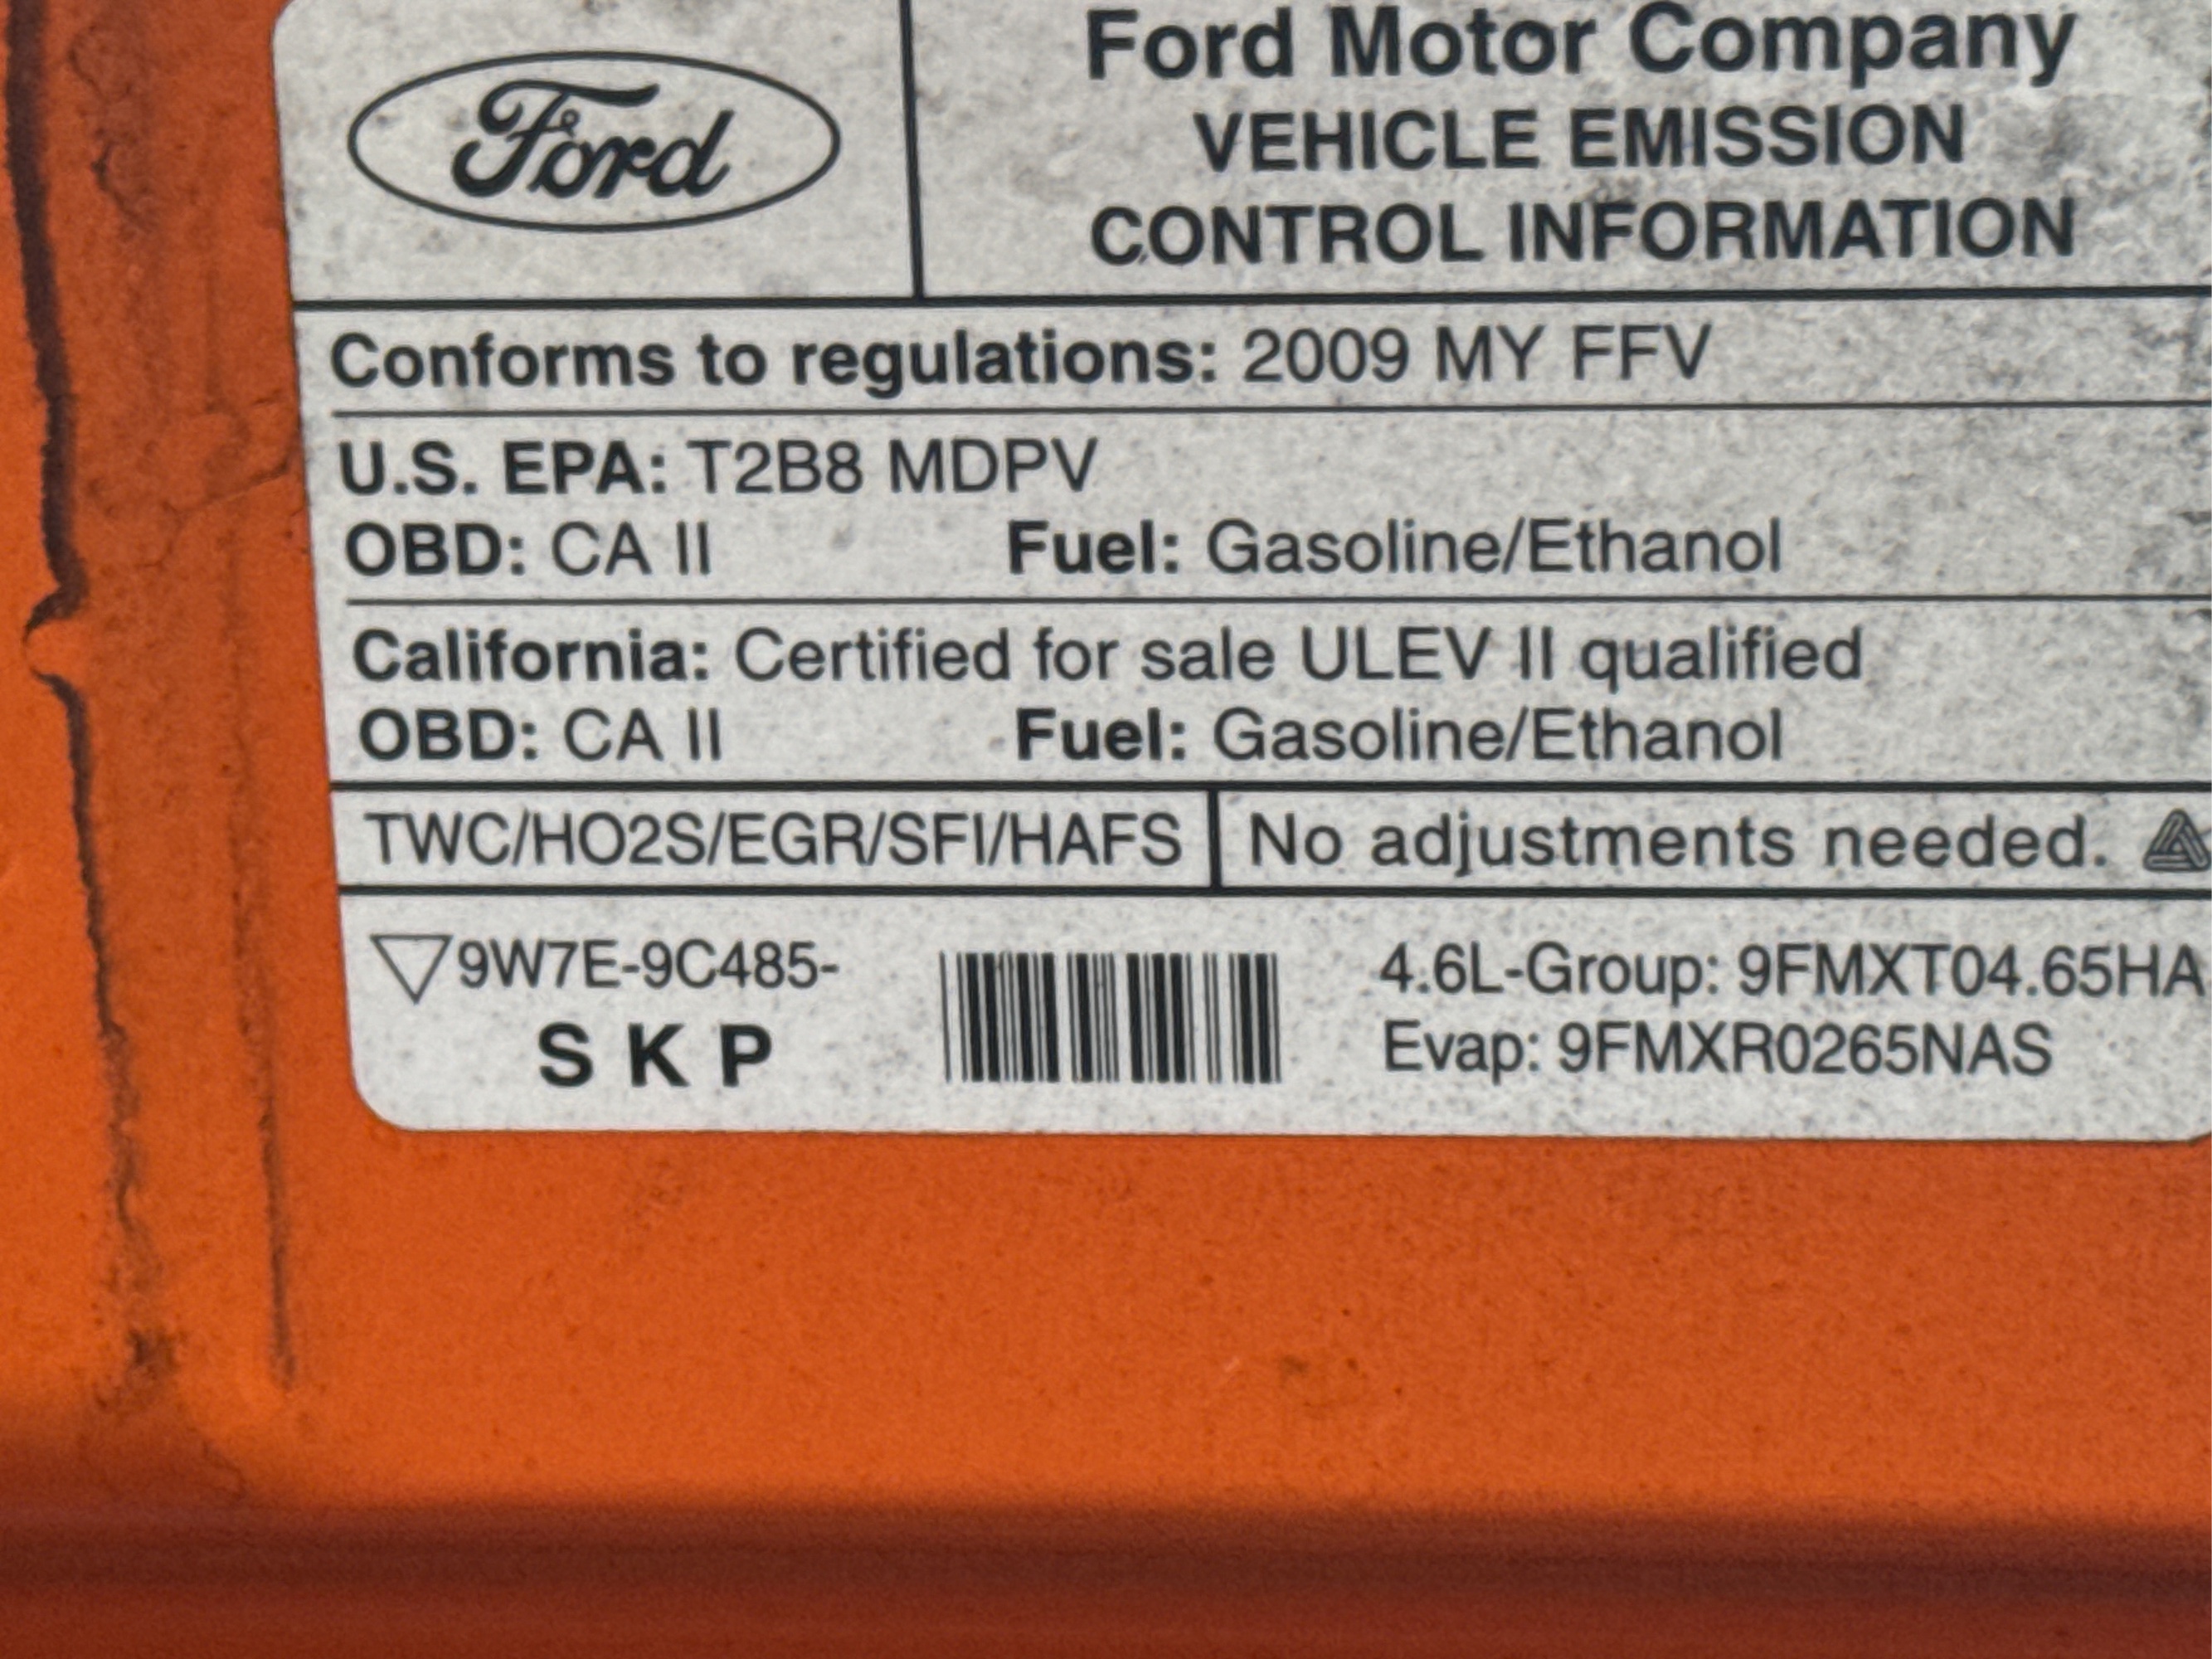 Ford
Ford Motor Company
VEHICLE EMISSION
CONTROL INFORMATION
Conforms to regulations: 2009 MY FFV
U.S. EPA: T2B8 MDPV
OBD: CA II Fuel: Gasoline/Ethanol
California: Certified for sale ULEV II qualified
OBD: CA II Fuel: Gasoline/Ethanol
TWC/HO2S/EGR/SFI/HAFS No adjustments needed.
9W7E-9C485-
S K P
4.6L-Group: 9FMXT04.65HA
Evap: 9FMXR0265NAS